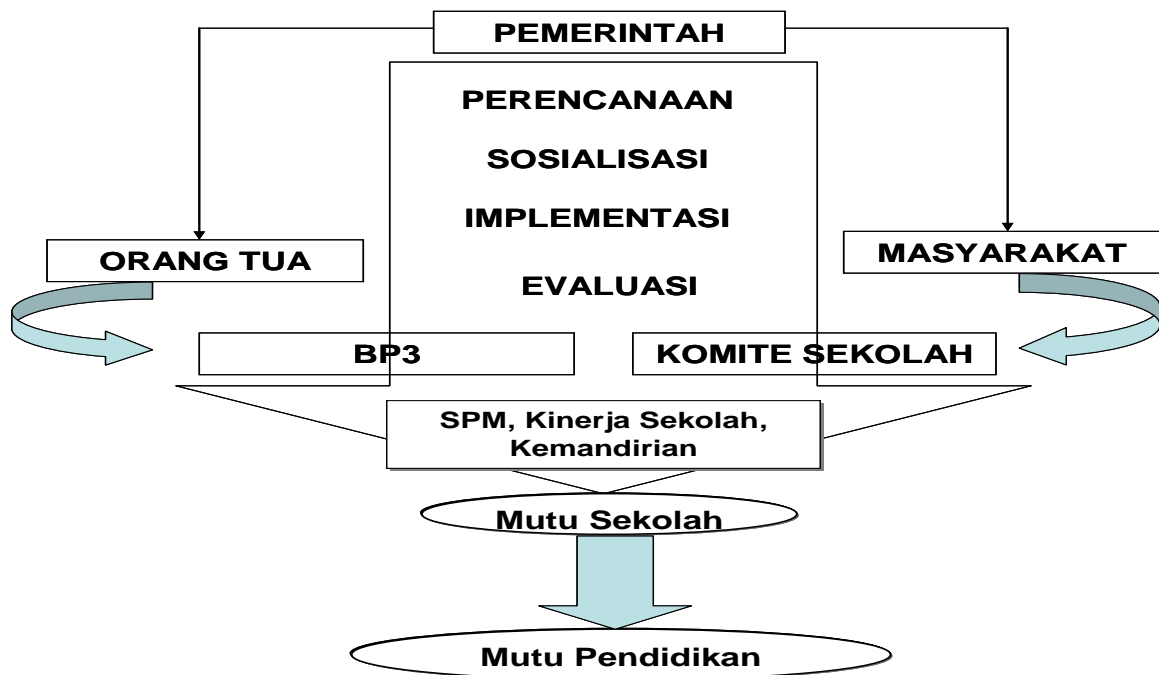 PEMERINTAH
PERENCANAAN
SOSIALISASI
IMPLEMENTASI
ORANG TUA
MASYARAKAT
EVALUASI
BP3
KOMITE SEKOLAH
SPM, Kinerja Sekolah,
Kemandirian
Mutu Sekolah
Mutu Pendidikan